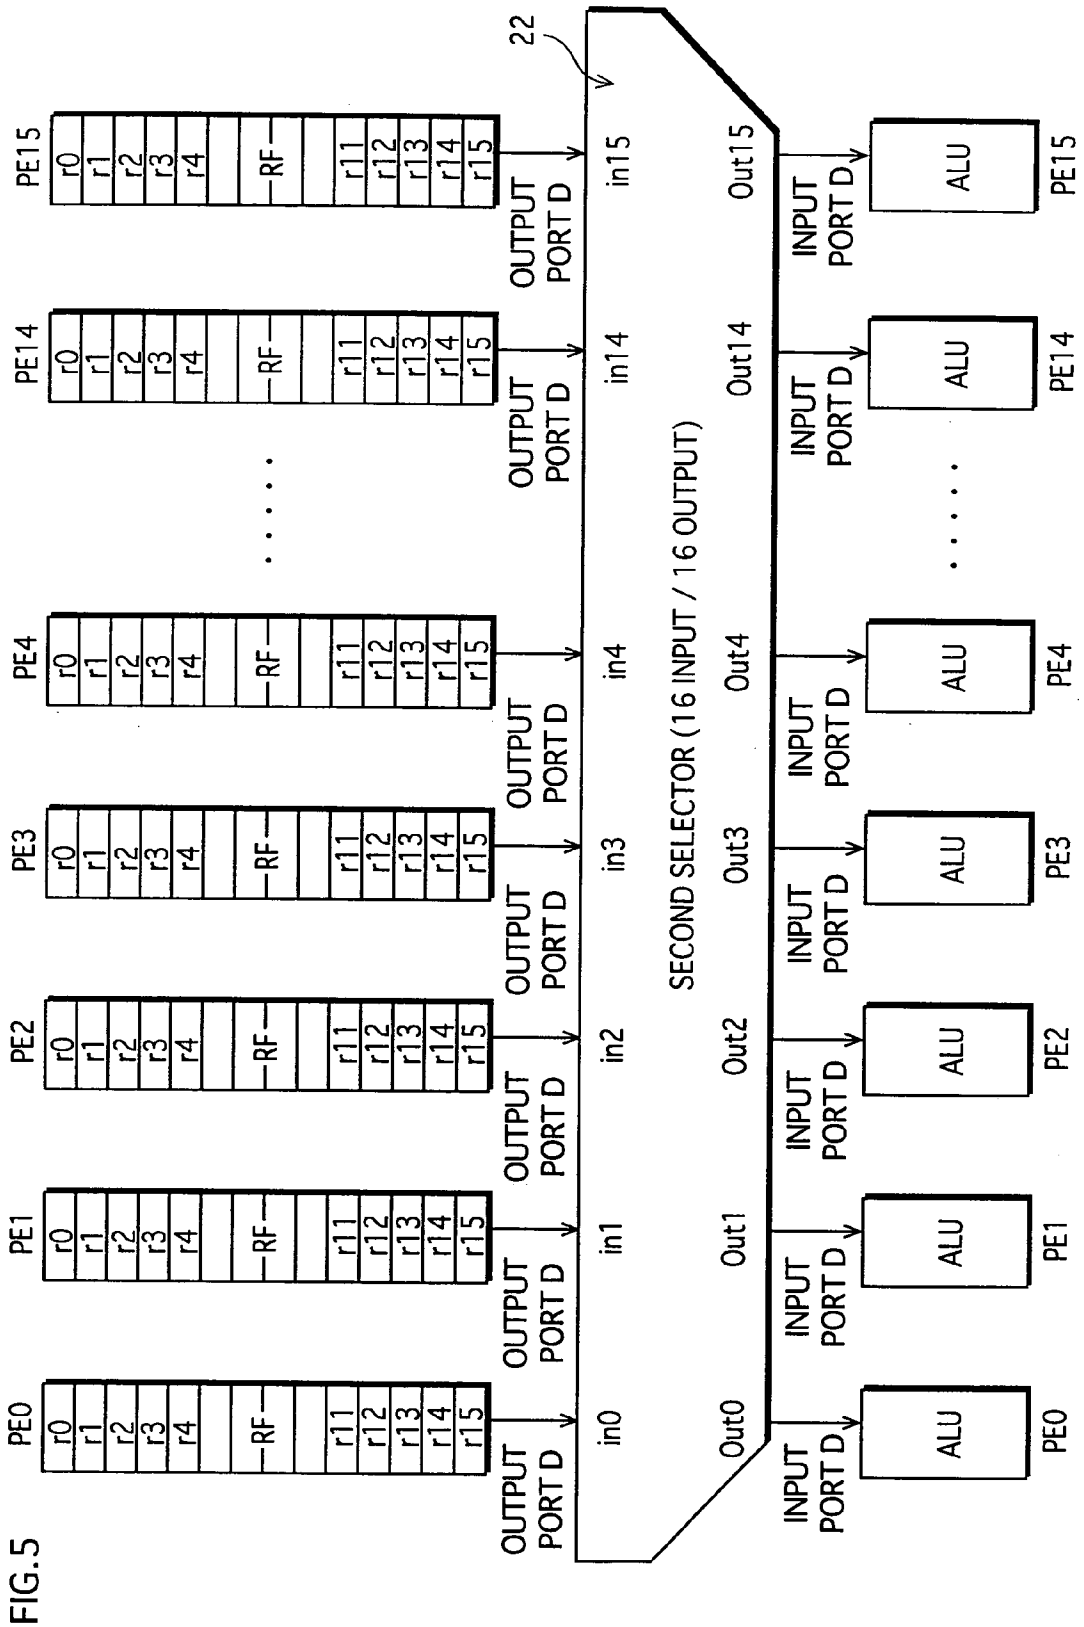 FIG.5
PE0
PE1
PE2
PE3
PE4
PE14
PE15
r0
r1
r2
r3
r4
RF
r11
r12
r13
r14
r15
r0
r1
r2
r3
r4
RF
r11
r12
r13
r14
r15
r0
r1
r2
r3
r4
RF
r11
r12
r13
r14
r15
r0
r1
r2
r3
r4
RF
r11
r12
r13
r14
r15
r0
r1
r2
r3
r4
RF
r11
r12
r13
r14
r15
r0
r1
r2
r3
r4
RF
r11
r12
r13
r14
r15
r0
r1
r2
r3
r4
RF
r11
r12
r13
r14
r15
OUTPUT
PORT D
OUTPUT
PORT D
OUTPUT
PORT D
OUTPUT
PORT D
OUTPUT
PORT D
OUTPUT
PORT D
OUTPUT
PORT D
22
in0
in1
in2
in3
in4
in14
in15
SECOND SELECTOR (16 INPUT / 16 OUTPUT)
Out0
Out1
Out2
Out3
Out4
Out14
Out15
INPUT
PORT D
INPUT
PORT D
INPUT
PORT D
INPUT
PORT D
INPUT
PORT D
INPUT
PORT D
INPUT
PORT D
ALU
ALU
ALU
ALU
ALU
ALU
ALU
PE0
PE1
PE2
PE3
PE4
PE14
PE15